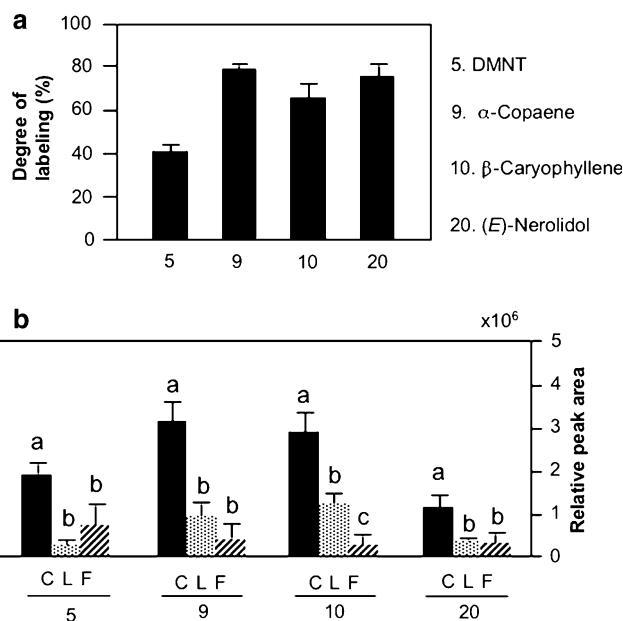 a
100
80
60
40
20
0
Degree of
labeling (%)
5 9 10 20
5. DMNT
9. α-Copaene
10. β-Caryophyllene
20. (E)-Nerolidol
b
x10⁶
5
4
3
2
1
0
Relative peak area
a b b a b b a b c a b b
C L F C L F C L F C L F
5 9 10 20